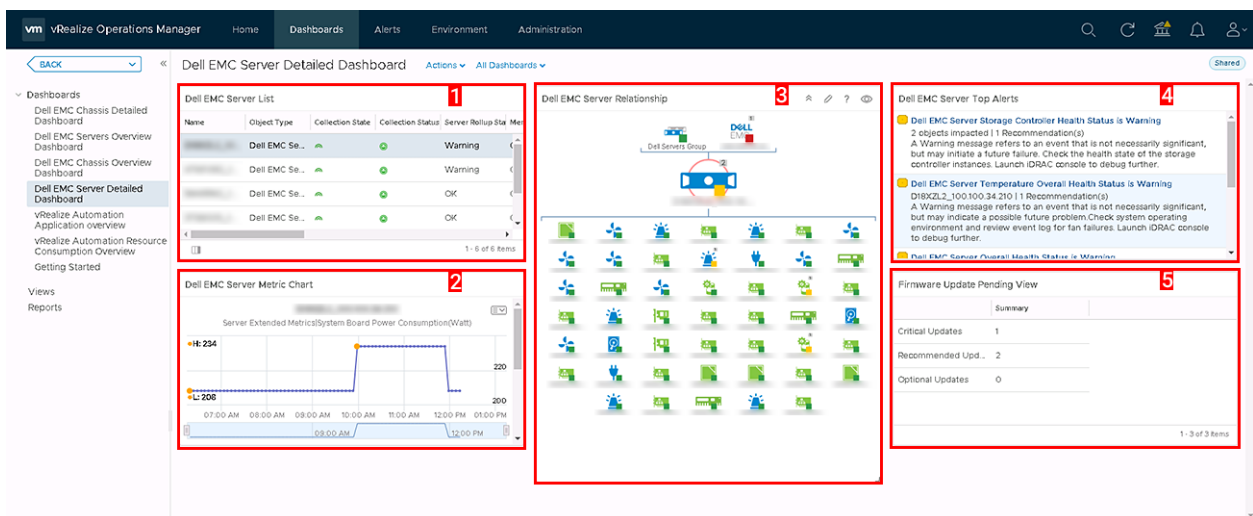 vm vRealize Operations Manager Home Dashboards Alerts Environment Administration
BACK
Dell EMC Server Detailed Dashboard Actions All Dashboards Shared
Dashboards
Dell EMC Chassis Detailed
Dashboard
Dell EMC Servers Overview
Dashboard
Dell EMC Chassis Overview
Dashboard
Dell EMC Server Detailed
Dashboard
vRealize Automation
Application overview
vRealize Automation Resource
Consumption Overview
Getting Started
Views
Reports
Dell EMC Server List 1
Name Object Type Collection State Collection Status Server Rollup Sta Mer
Dell EMC Se... Warning
Dell EMC Se... Warning
Dell EMC Se... OK
Dell EMC Se... OK
1 - 6 of 6 items
Dell EMC Server Metric Chart 2
Server Extended Metrics|System Board Power Consumption(Watt)
H: 234
220
L: 208
200
07:00 AM 08:00 AM 09:00 AM 10:00 AM 11:00 AM 12:00 PM 01:00 PM
09:00 AM 12:00 PM
Dell EMC Server Relationship 3
DELL
EMC
Dell Servers Group
2
Dell EMC Server Top Alerts 4
Dell EMC Server Storage Controller Health Status is Warning
2 objects impacted | 1 Recommendation(s)
A Warning message refers to an event that is not necessarily significant,
but may initiate a future failure. Check the health state of the storage
controller instances. Launch iDRAC console to debug further.
Dell EMC Server Temperature Overall Health Status is Warning
D18XZL2_100.100.34.210 | 1 Recommendation(s)
A Warning message refers to an event that is not necessarily significant,
but may indicate a possible future problem.Check system operating
environment and review event log for fan failures. Launch iDRAC console
to debug further.
Dell EMC Server Overall Health Status is Warning
Firmware Update Pending View 5
Summary
Critical Updates 1
Recommended Upd... 2
Optional Updates 0
1 - 3 of 3 items